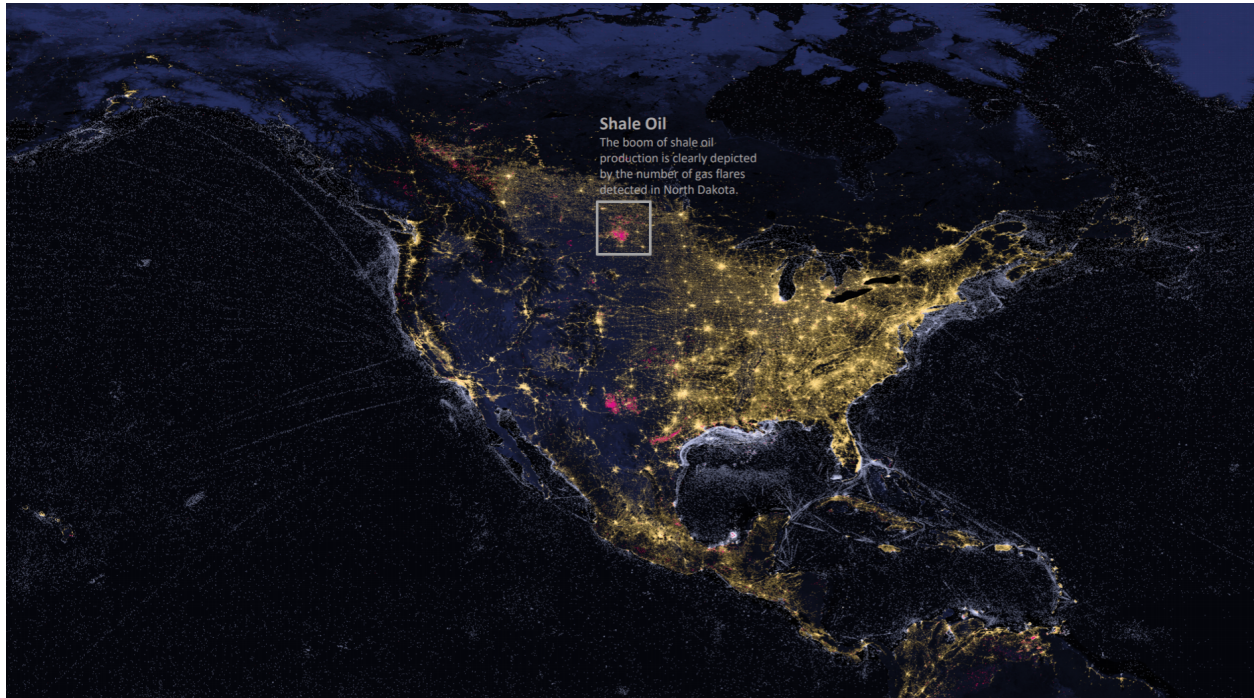 Shale Oil
The boom of shale oil
production is clearly depicted
by the number of gas flares
detected in North Dakota.